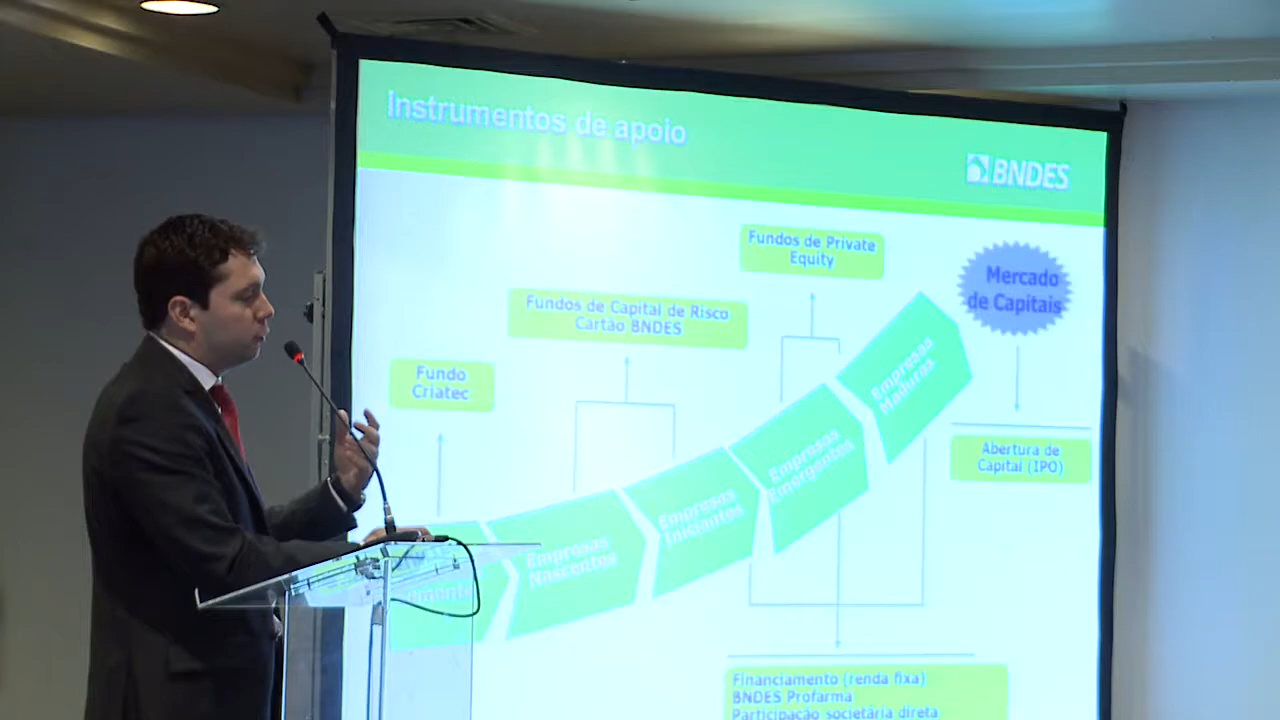 Instrumentos de apoio
BNDES
Fundos de Private
Equity
Mercado
de Capitais
Fundos de Capital de Risco
Cartão BNDES
Fundo
Criatec
Empresas
Maduras
Empresas
Emergentes
Empresas
Iniciantes
Empresas
Nascentes
Abertura de
Capital (IPO)
Financiamento (renda fixa)
BNDES Profarma
Participação societária direta